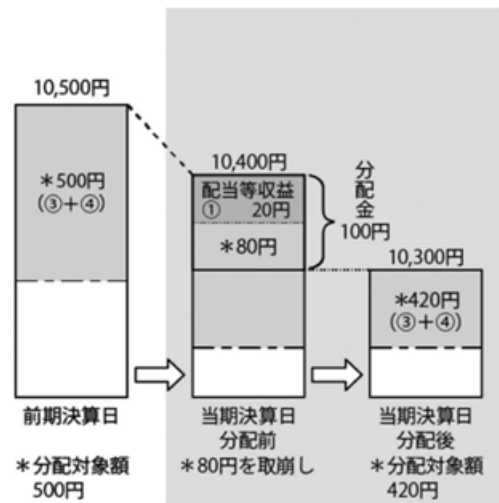 10,500円
＊500円
(③＋④)
前期決算日
＊分配対象額
500円
10,400円
配当等収益
① 20円
＊80円
分配金
100円
当期決算日
分配前
＊80円を取崩し
10,300円
＊420円
(③＋④)
当期決算日
分配後
＊分配対象額
420円